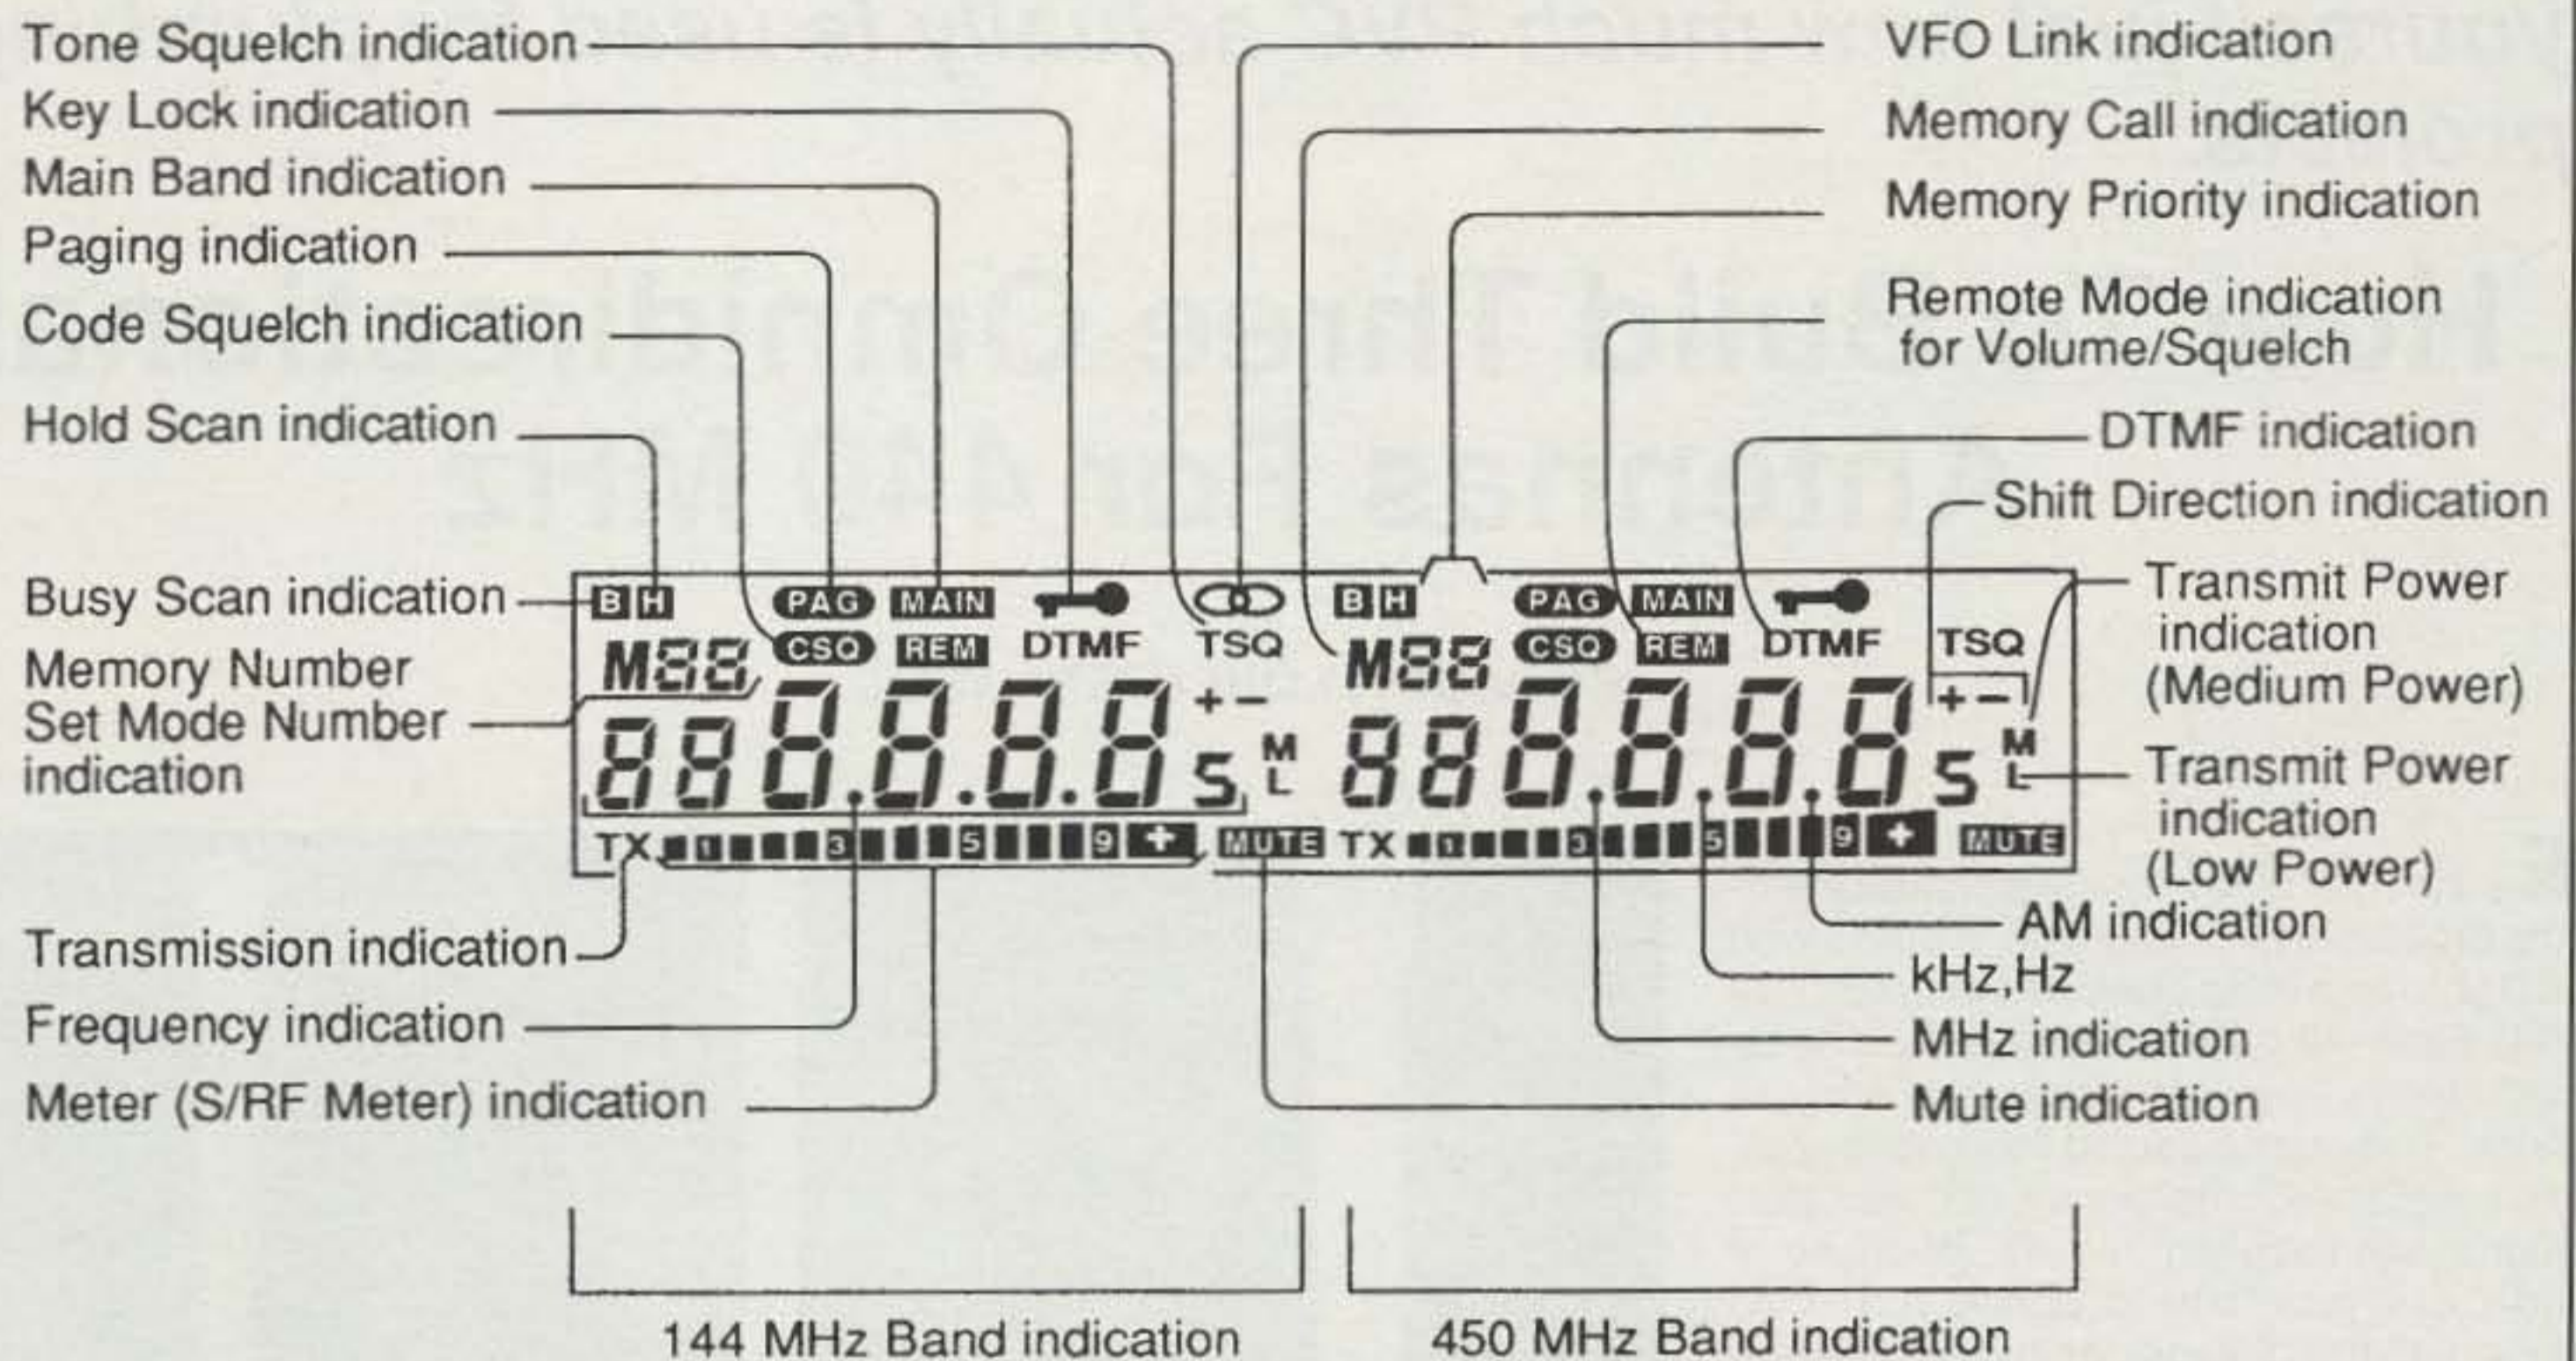 Tone Squelch indication
Key Lock indication
Main Band indication
Paging indication
Code Squelch indication
Hold Scan indication
Busy Scan indication
Memory Number
Set Mode Number
indication
Transmission indication
Frequency indication
Meter (S/RF Meter) indication
VFO Link indication
Memory Call indication
Memory Priority indication
Remote Mode indication
for Volume/Squelch
DTMF indication
Shift Direction indication
Transmit Power
indication
(Medium Power)
Transmit Power
indication
(Low Power)
AM indication
kHz,Hz
MHz indication
Mute indication
B H PAG MAIN
M88 CSQ REM DTMF TSQ
+ -
888.8.8.8 5 M
L
TX 1 3 5 9 + MUTE
B H PAG MAIN
M88 CSQ REM DTMF TSQ
+ -
888.8.8.8 5 M
L
TX 1 3 5 9 + MUTE
144 MHz Band indication
450 MHz Band indication